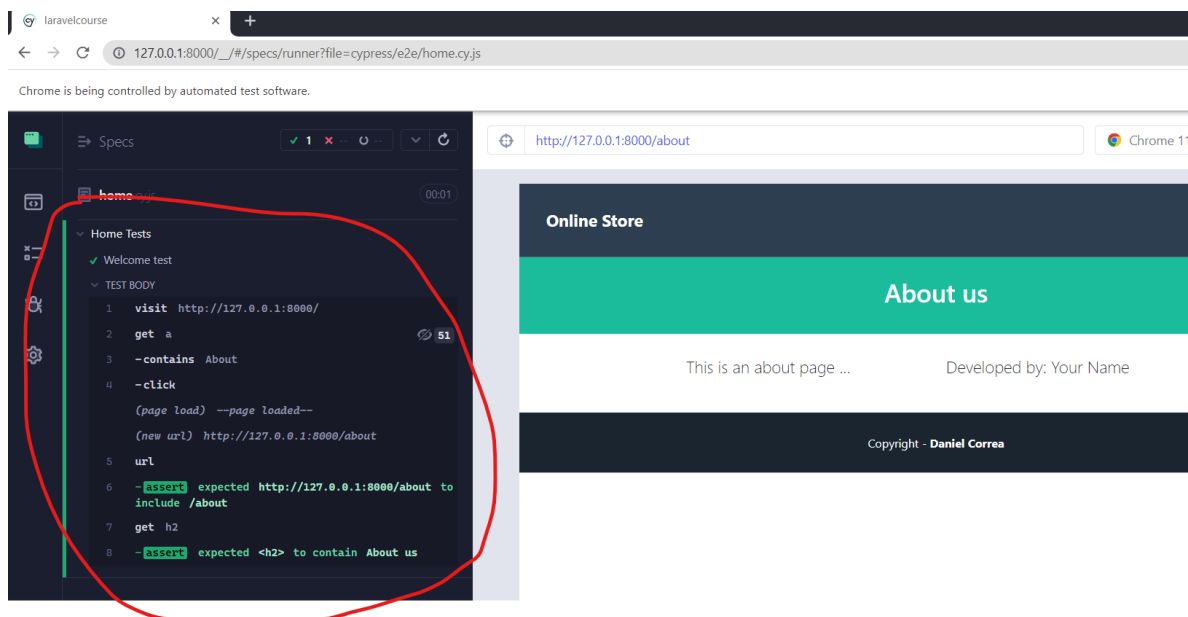 laravelcourse
127.0.0.1:8000/__/#/specs/runner?file=cypress/e2e/home.cy.js
Chrome is being controlled by automated test software.
Specs
1 -- --
http://127.0.0.1:8000/about
Chrome 11
home.cy.js
00:01
Home Tests
Welcome test
TEST BODY
1 visit http://127.0.0.1:8000/
2 get a 51
3 -contains About
4 -click
(page load) --page loaded--
(new url) http://127.0.0.1:8000/about
5 url
6 -assert expected http://127.0.0.1:8000/about to
include /about
7 get h2
8 -assert expected <h2> to contain About us
Online Store
About us
This is an about page ...
Developed by: Your Name
Copyright - Daniel Correa